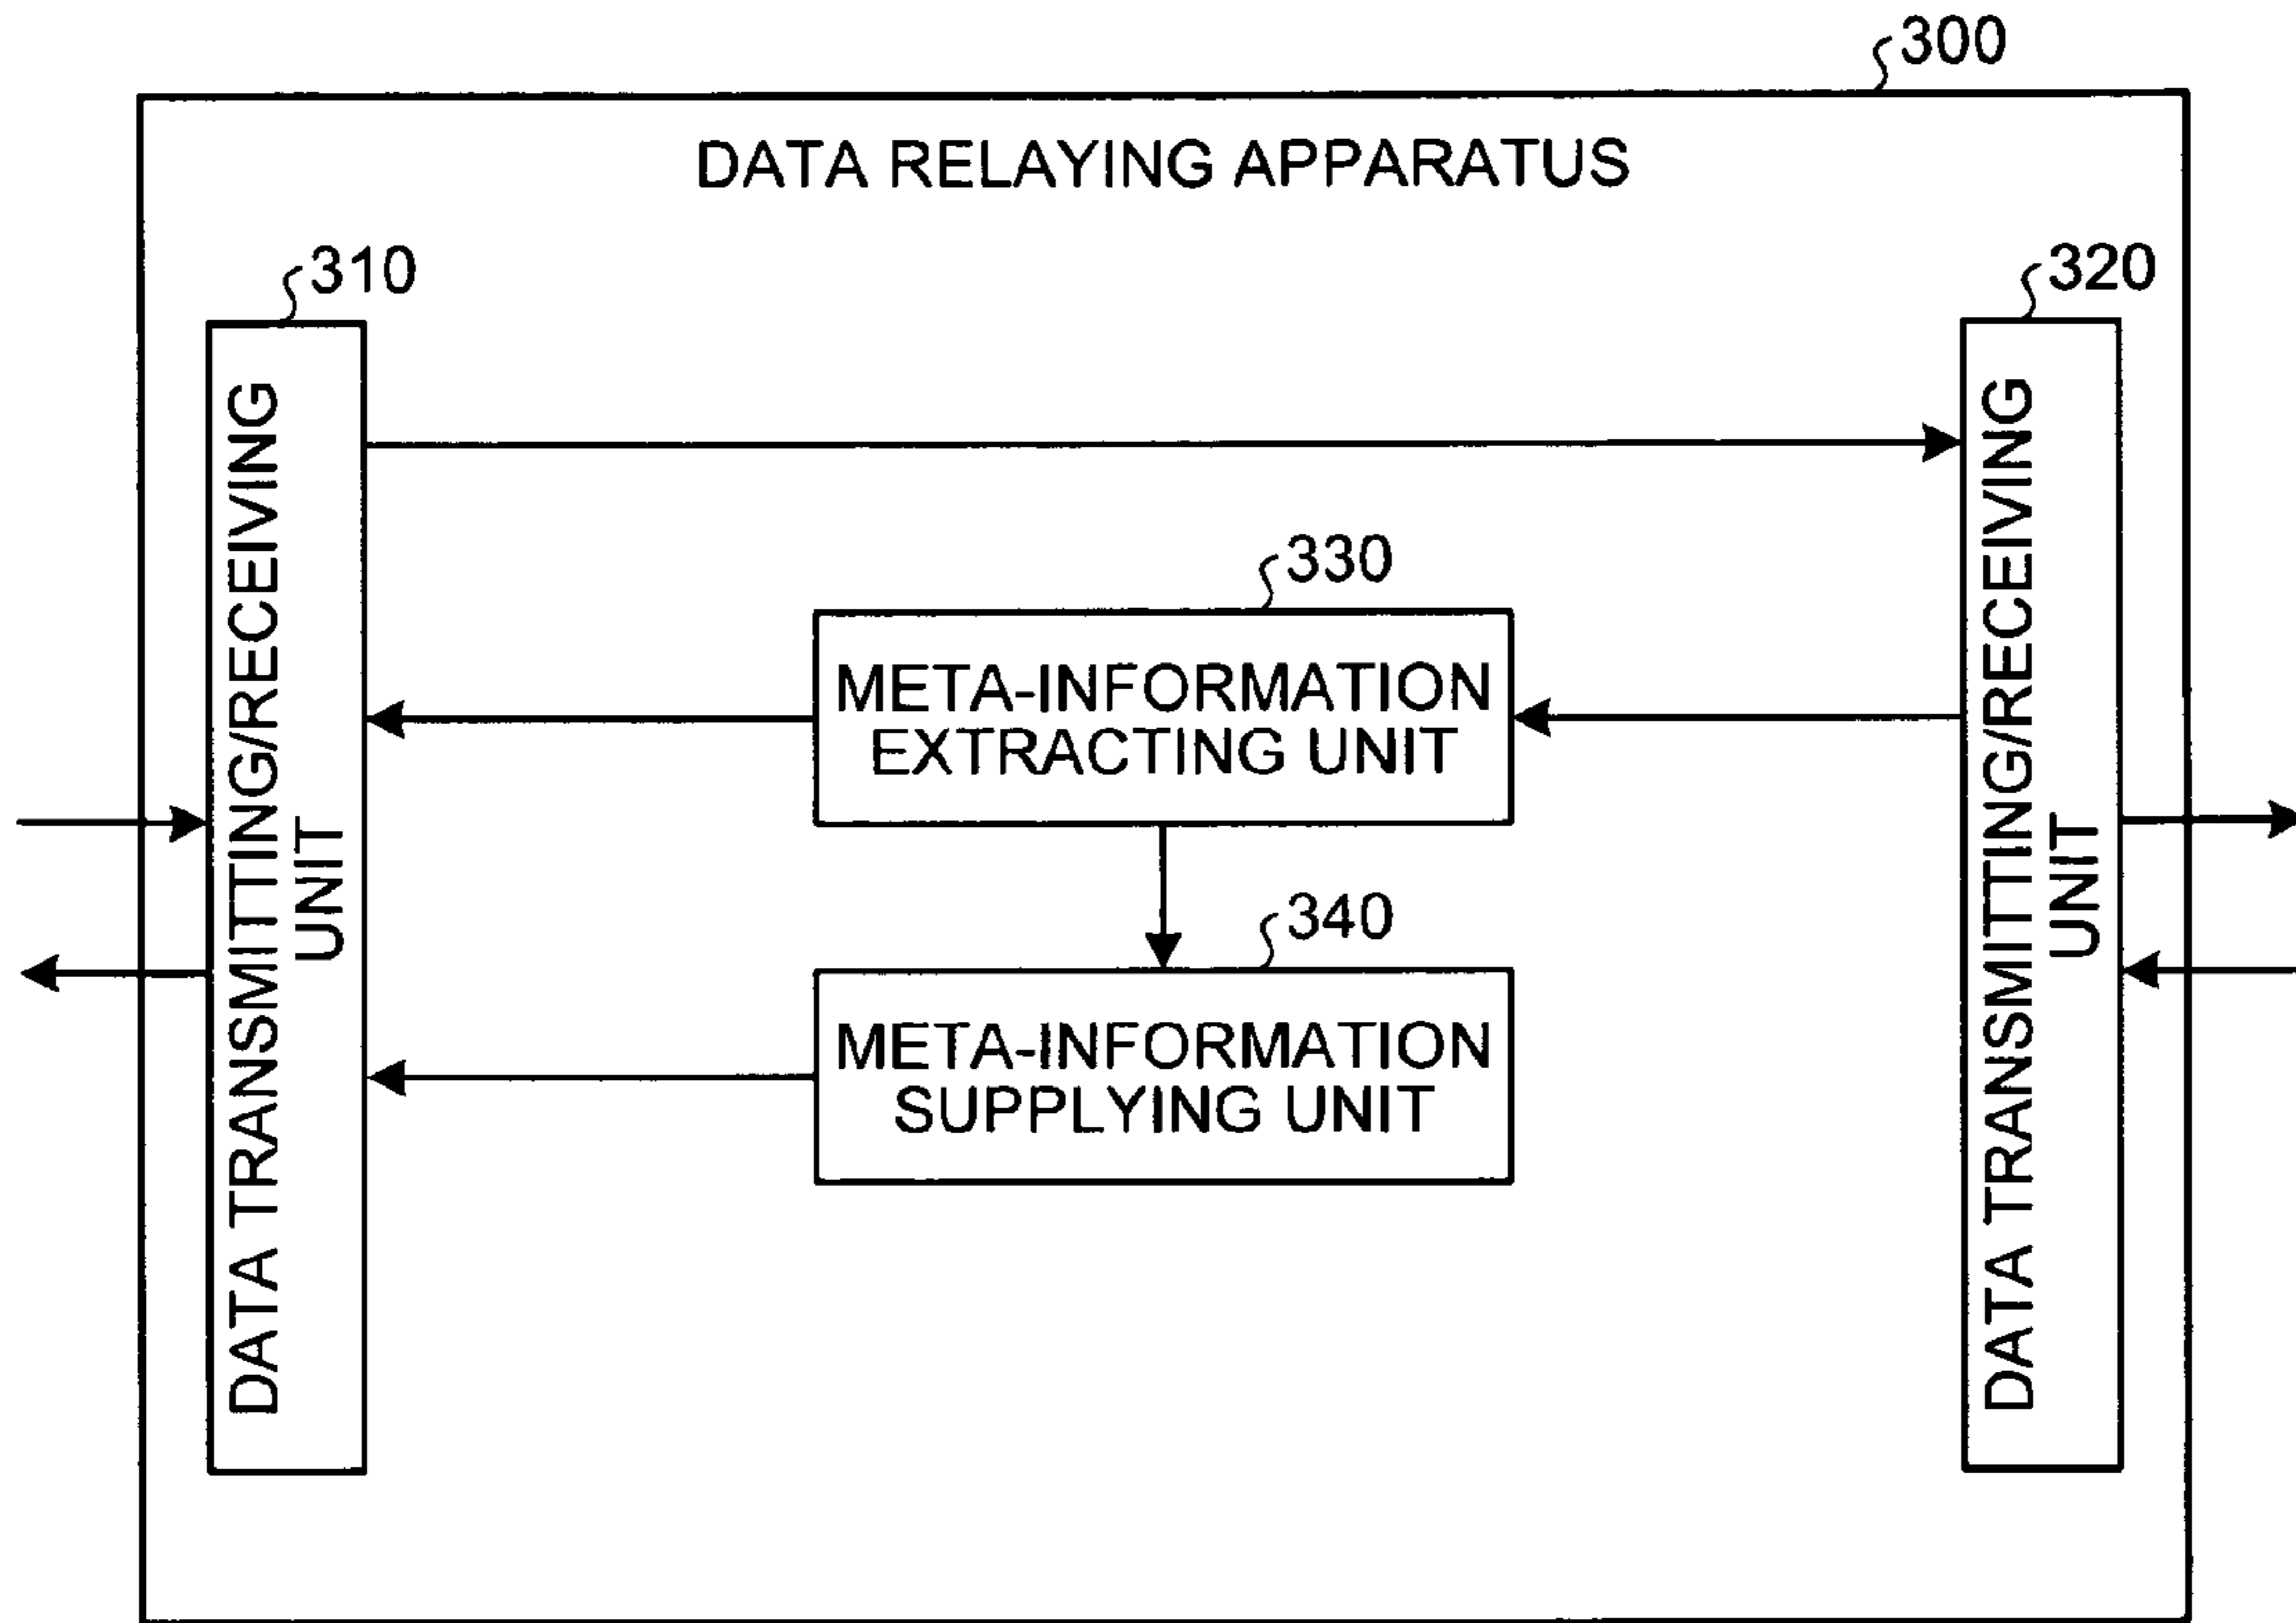 300
DATA RELAYING APPARATUS
310
320
DATA TRANSMITTING/RECEIVING
UNIT
330
META-INFORMATION
EXTRACTING UNIT
340
META-INFORMATION
SUPPLYING UNIT
DATA TRANSMITTING/RECEIVING
UNIT